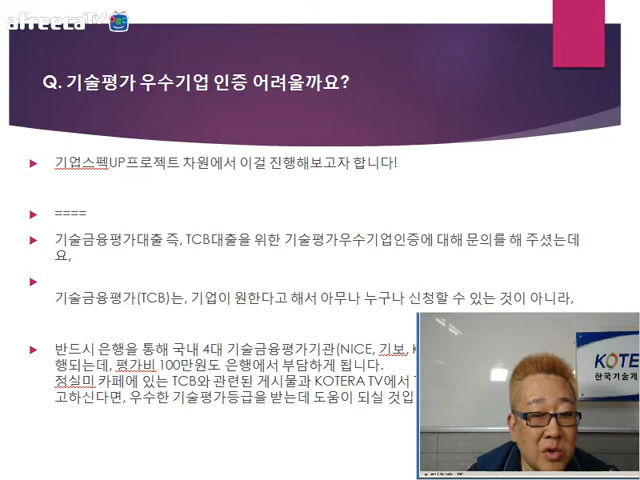 afreecaTV
Q. 기술평가 우수기업 인증 어려울까요?
기업스펙UP프로젝트 차원에서 이걸 진행해보고자 합니다!
====
기술금융평가대출 즉, TCB대출을 위한 기술평가우수기업인증에 대해 문의를 해 주셨는데
요,
기술금융평가(TCB)는, 기업이 원한다고 해서 아무나 누구나 신청할 수 있는 것이 아니라,
반드시 은행을 통해 국내 4대 기술금융평가기관(NICE, 기보,
행되는데, 평가비 100만원도 은행에서 부담하게 됩니다.
정실미 카페에 있는 TCB와 관련된 게시물과 KOTERA TV에서
고하신다면, 우수한 기술평가등급을 받는데 도움이 되실 것입
KOTE
한국기술개